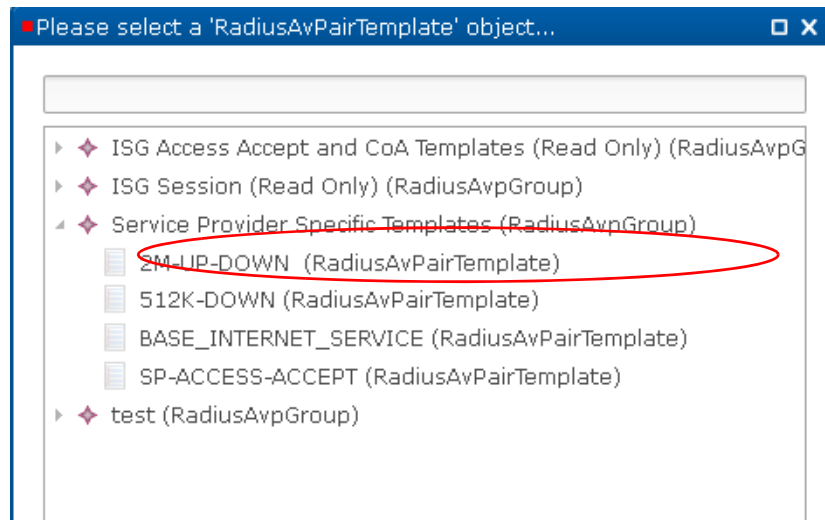 Please select a 'RadiusAvPairTemplate' object...
ISG Access Accept and CoA Templates (Read Only) (RadiusAvpG
ISG Session (Read Only) (RadiusAvpGroup)
Service Provider Specific Templates (RadiusAvpGroup)
2M-UP-DOWN (RadiusAvPairTemplate)
512K-DOWN (RadiusAvPairTemplate)
BASE_INTERNET_SERVICE (RadiusAvPairTemplate)
SP-ACCESS-ACCEPT (RadiusAvPairTemplate)
test (RadiusAvpGroup)